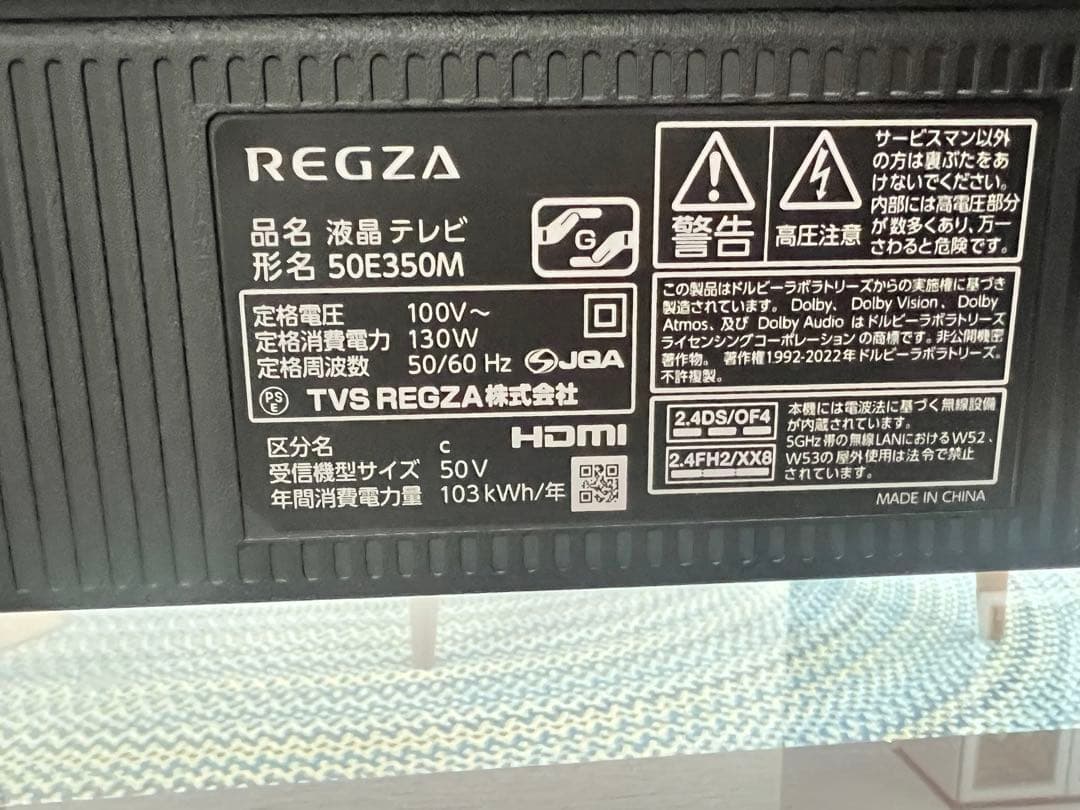 REGZA
品名 液晶テレビ
形名 50E350M
定格電圧 100V～
定格消費電力 130W
定格周波数 50/60 Hz
JQA
PS
E
TVS REGZA株式会社
区分名 c
受信機型サイズ 50V
年間消費電力量 103kWh/年
HDMI
G
警告
高圧注意
サービスマン以外
の方は裏ぶたをあ
けないでください。
内部には高電圧部分
が数多くあり、万一
さわると危険です。
この製品はドルビーラボラトリーズからの実施権に基づき
製造されています。Dolby、Dolby Vision、Dolby
Atmos、及び Dolby Audio はドルビーラボラトリーズ
ライセンシングコーポレーションの商標です。非公開機密
著作物。 著作権1992-2022年ドルビーラボラトリーズ。
不許複製。
2.4DS/OF4
2.4FH2/XX8
本機には電波法に基づく無線設備
が内蔵されています。
5GHz帯の無線LANにおけるW52、
W53の屋外使用は法令で禁止
されています。
MADE IN CHINA